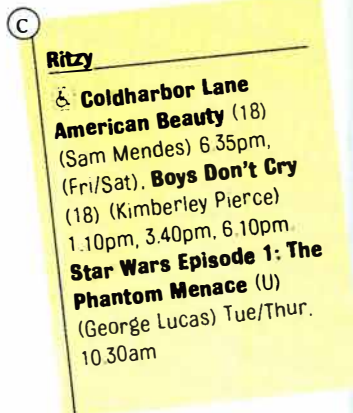 C
Ritzy
Coldharbor Lane
American Beauty (18)
(Sam Mendes) 6.35pm,
(Fri/Sat). Boys Don't Cry
(18) (Kimberley Pierce)
1.10pm, 3.40pm, 6.10pm.
Star Wars Episode 1: The
Phantom Menace (U)
(George Lucas) Tue/Thur.
10.30am